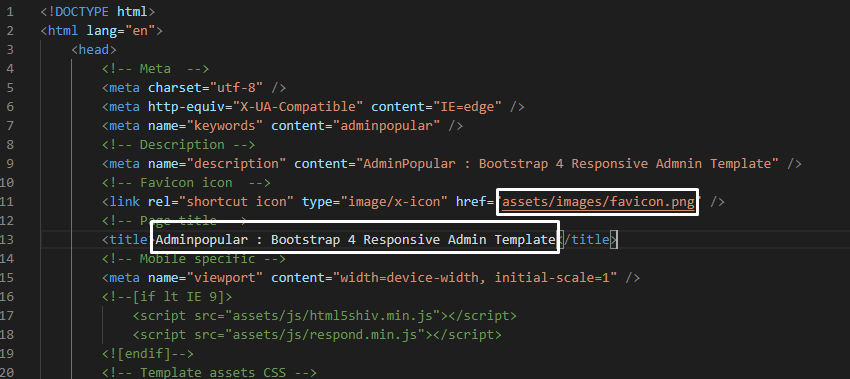 1 <!DOCTYPE html>
2 <html lang="en">
3 <head>
4 <!-- Meta  -->
5 <meta charset="utf-8" />
6 <meta http-equiv="X-UA-Compatible" content="IE=edge" />
7 <meta name="keywords" content="adminpopular" />
8 <!-- Description -->
9 <meta name="description" content="AdminPopular : Bootstrap 4 Responsive Admnin Template" />
10 <!-- Favicon icon  -->
11 <link rel="shortcut icon" type="image/x-icon" href="assets/images/favicon.png" />
12 <!-- Page title -->
13 <title>Adminpopular : Bootstrap 4 Responsive Admin Template</title>
14 <!-- Mobile specific -->
15 <meta name="viewport" content="width=device-width, initial-scale=1" />
16 <!--[if lt IE 9]>
17 <script src="assets/js/html5shiv.min.js"></script>
18 <script src="assets/js/respond.min.js"></script>
19 <![endif]-->
20 <!-- Template assets CSS -->